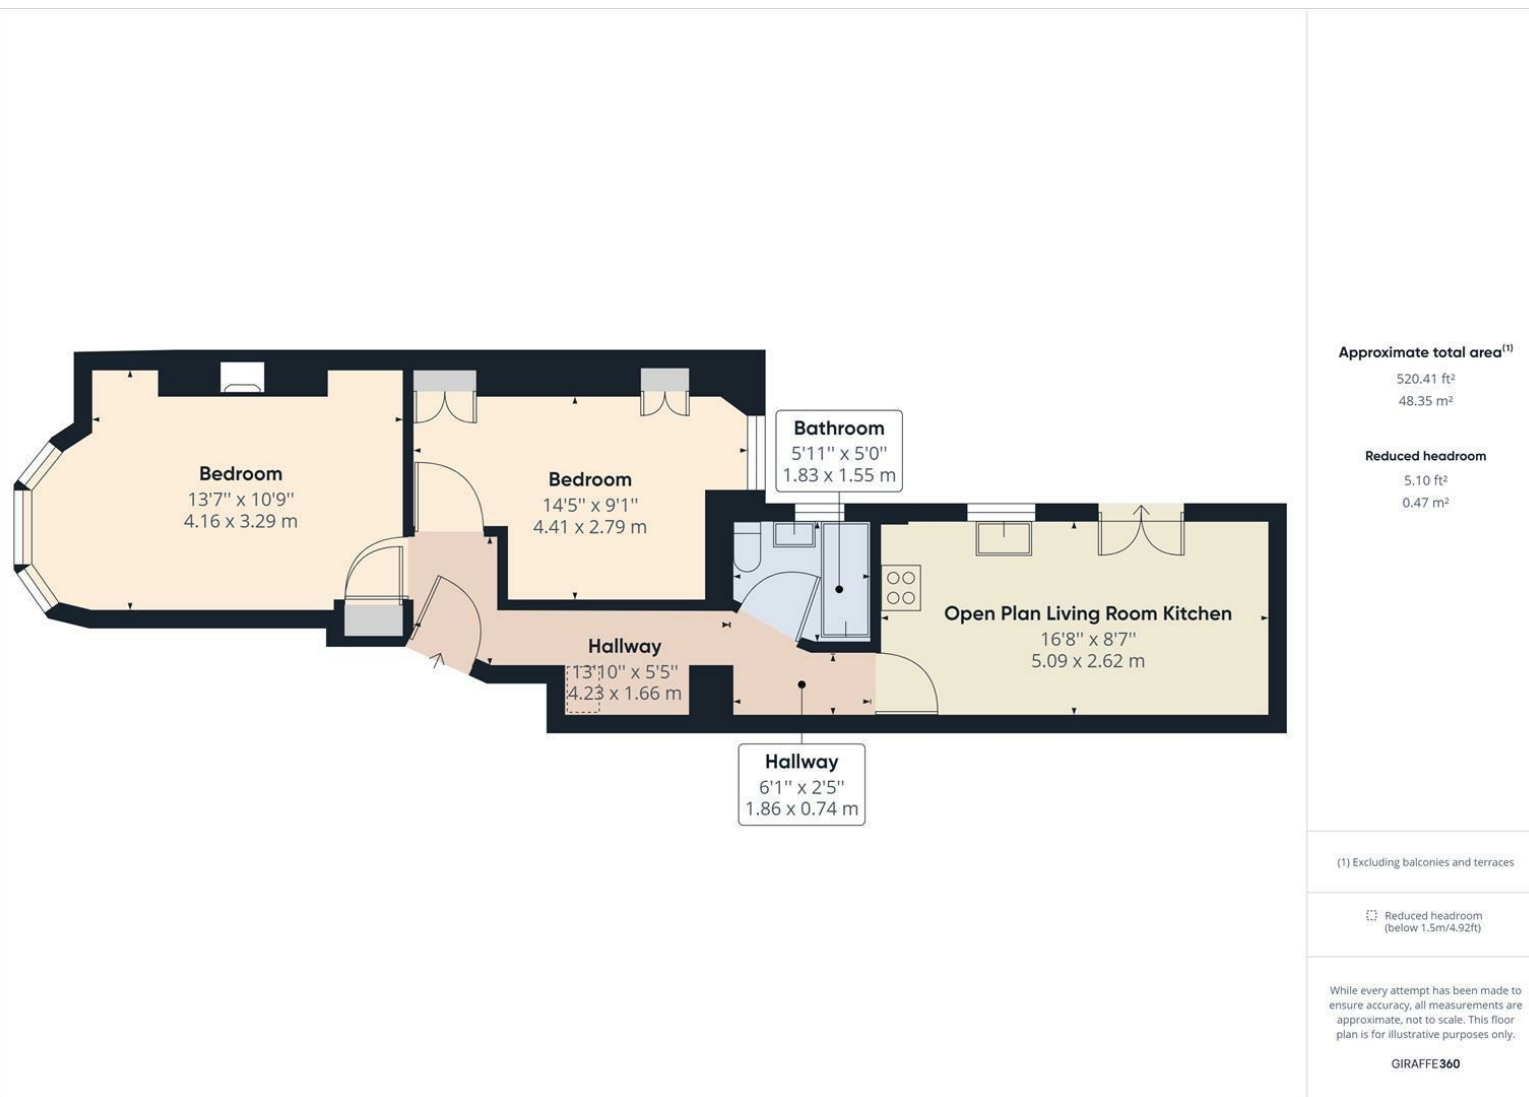 Bedroom
13'7'' x 10'9''
4.16 x 3.29 m
Bedroom
14'5'' x 9'1''
4.41 x 2.79 m
Bathroom
5'11'' x 5'0''
1.83 x 1.55 m
Hallway
13'10'' x 5'5''
4.23 x 1.66 m
Open Plan Living Room Kitchen
16'8'' x 8'7''
5.09 x 2.62 m
Hallway
6'1'' x 2'5''
1.86 x 0.74 m
Approximate total area(1)
520.41 ft²
48.35 m²
Reduced headroom
5.10 ft²
0.47 m²
(1) Excluding balconies and terraces
Reduced headroom
(below 1.5m/4.92ft)
While every attempt has been made to
ensure accuracy, all measurements are
approximate, not to scale. This floor
plan is for illustrative purposes only.
GIRAFFE360